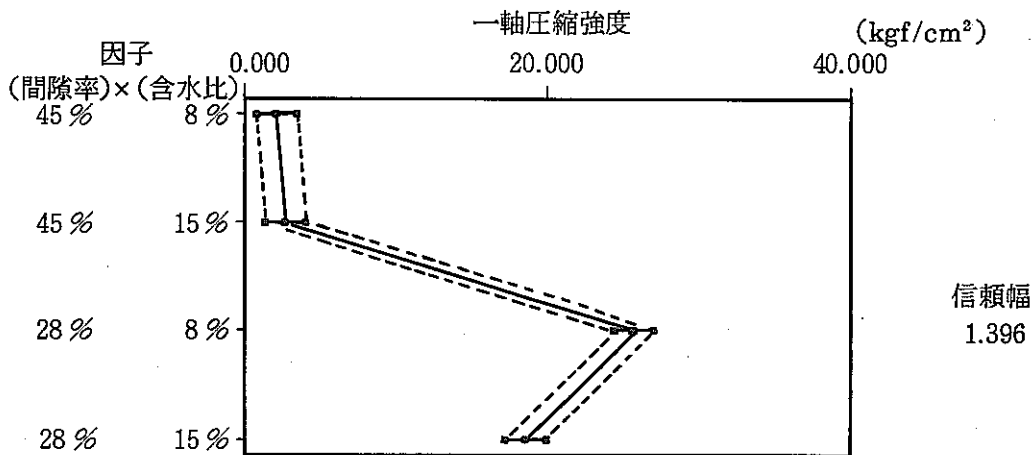 一軸圧縮強度
(kgf/cm²)
因子
(間隙率)×(含水比)
0.000 20.000 40.000
45% 8%
45% 15%
28% 8%
28% 15%
信頼幅
1.396